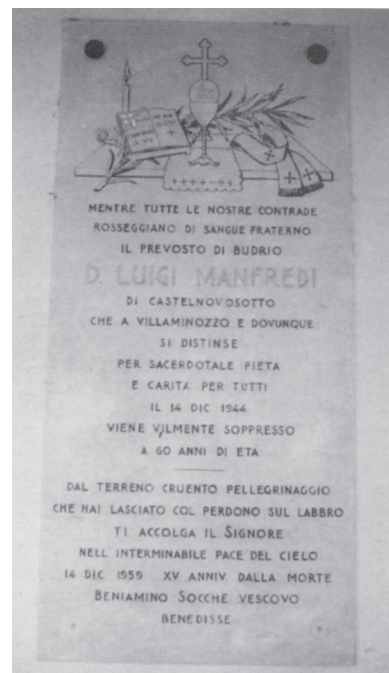 MENTRE TUTTE LE NOSTRE CONTRADE
ROSSEGGIANO DI SANGUE FRATERNO
IL PREVOSTO DI BUDRIO
D. LUIGI MANFREDI
DI CASTELNOVOSOTTO
CHE A VILLAMINOZZO E DOVUNQUE
SI DISTINSE
PER SACERDOTALE PIETA
E CARITA PER TUTTI
IL 14 DIC 1944
VIENE VILMENTE SOPPRESSO
A 60 ANNI DI ETA
DAL TERRENO CRUENTO PELLEGRINAGGIO
CHE HAI LASCIATO COL PERDONO SUL LABBRO
TI ACCOLGA IL SIGNORE
NELL INTERMINABILE PACE DEL CIELO
14 DIC 1959 XV ANNIV DALLA MORTE
BENIAMINO SOCCHE VESCOVO
BENEDISSE